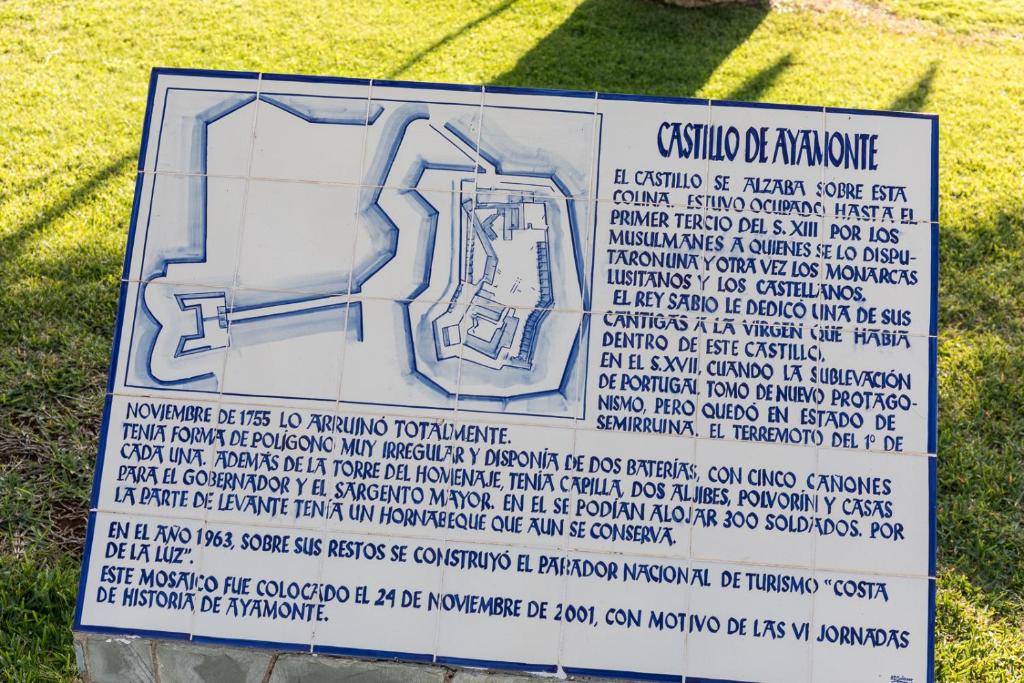 CASTILLO DE AYAMONTE
EL CASTILLO SE ALZABA SOBRE ESTA
COLINA. ESTUVO OCUPADO HASTA EL
PRIMER TERCIO DEL S. XIII POR LOS
MUSULMANES A QUIENES SE LO DISPU-
TARON UNA Y OTRA VEZ LOS MONARCAS
LUSITANOS Y LOS CASTELLANOS.
EL REY SABIO LE DEDICÓ UNA DE SUS
CANTIGAS A LA VIRGEN QUE HABÍA
DENTRO DE ESTE CASTILLO.
EN EL S.XVII, CUANDO LA SUBLEVACIÓN
DE PORTUGAL TOMO DE NUEVO PROTAGO-
NISMO, PERO QUEDÓ EN ESTADO DE
SEMIRRUINA. EL TERREMOTO DEL 1º DE
NOVIEMBRE DE 1755 LO ARRUINÓ TOTALMENTE.
TENIA FORMA DE POLÍGONO MUY IRREGULAR Y DISPONÍA DE DOS BATERÍAS, CON CINCO CAÑONES
CADA UNA. ADEMÁS DE LA TORRE DEL HOMENAJE, TENÍA CAPILLA, DOS ALJIBES, POLVORÍN Y CASAS
PARA EL GOBERNADOR Y EL SARGENTO MAYOR. EN EL SE PODÍAN ALOJAR 300 SOLDADOS. POR
LA PARTE DE LEVANTE TENÍA UN HORNABEQUE QUE AUN SE CONSERVA.
EN EL AÑO 1963, SOBRE SUS RESTOS SE CONSTRUYÓ EL PARADOR NACIONAL DE TURISMO "COSTA
DE LA LUZ".
ESTE MOSAICO FUE COLOCADO EL 24 DE NOVIEMBRE DE 2001, CON MOTIVO DE LAS VI JORNADAS
DE HISTORIA DE AYAMONTE.